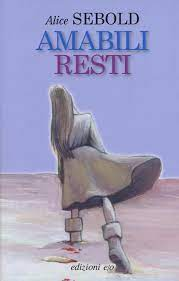 Alice SEBOLD
AMABILI
RESTI
edizioni e/o